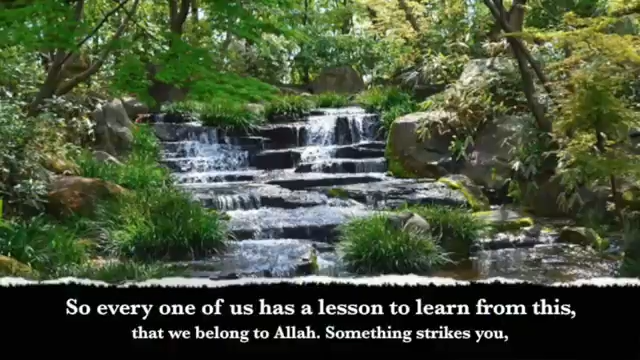 So every one of us has a lesson to learn from this,
that we belong to Allah. Something strikes you,